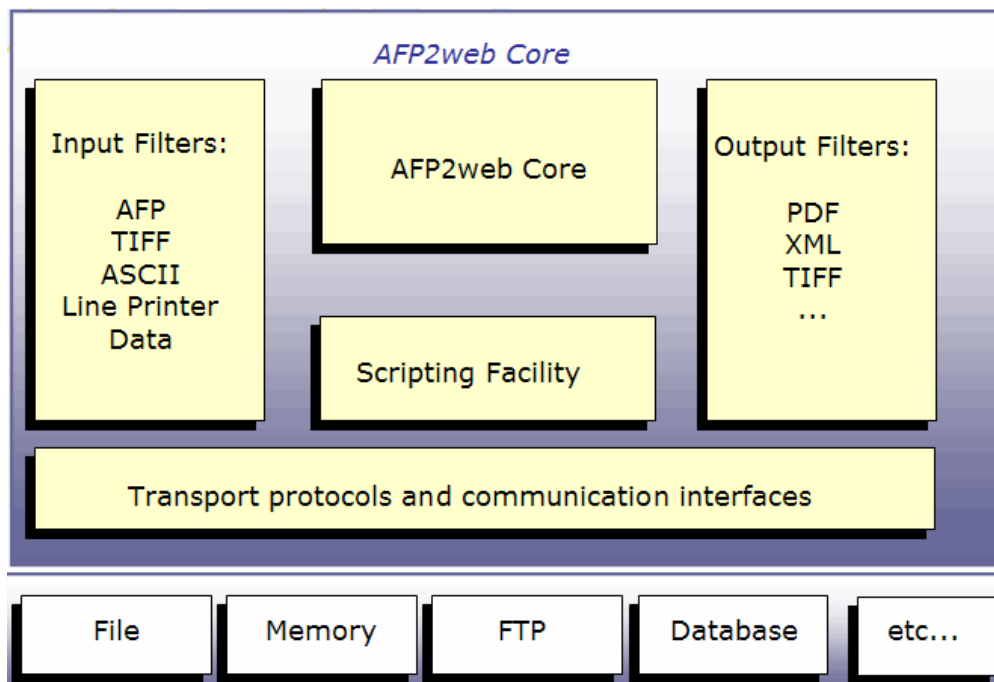 AFP2web Core
Input Filters:
AFP
TIFF
ASCII
Line Printer
Data
AFP2web Core
Scripting Facility
Output Filters:
PDF
XML
TIFF
...
Transport protocols and communication interfaces
File
Memory
FTP
Database
etc...